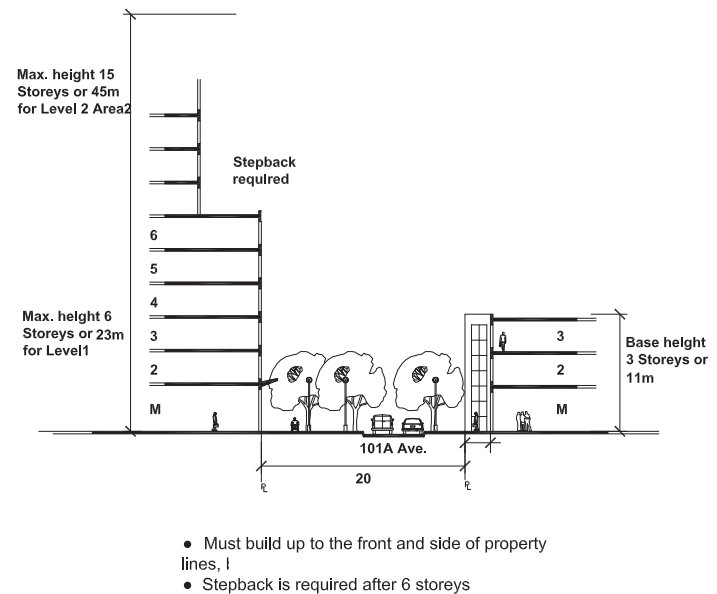 Max. height 15
Storeys or 45m
for Level 2 Area2
Stepback
required
6
5
4
3
2
M
Max. height 6
Storeys or 23m
for Level1
3
2
M
Base height
3 Storeys or
11m
101A Ave.
20
PL
PL
● Must build up to the front and side of property
lines,
● Stepback is required after 6 storeys